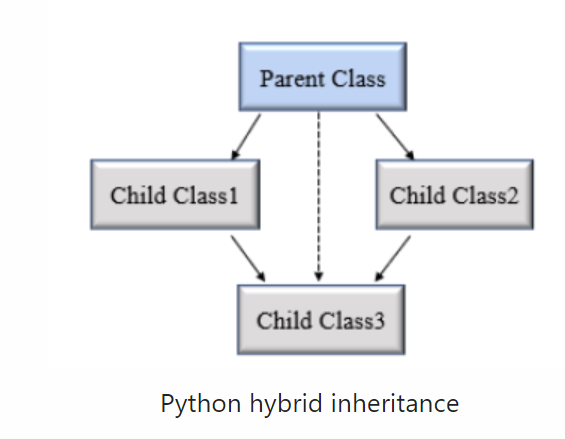 Parent Class
Child Class1
Child Class2
Child Class3
Python hybrid inheritance